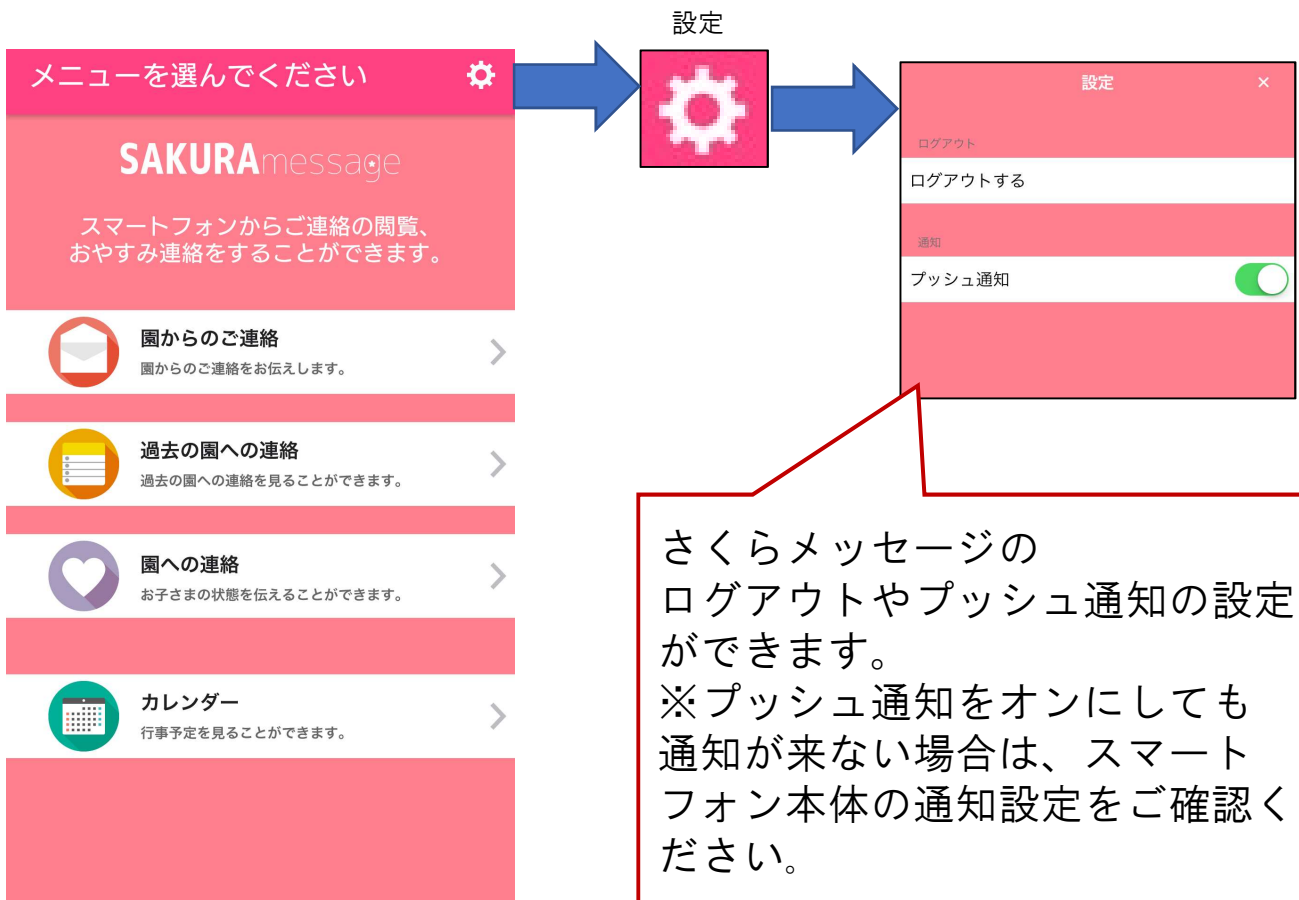 設定
メニューを選んでください
SAKURAmessage
スマートフォンからご連絡の閲覧、
おやすみ連絡をすることができます。
園からのご連絡
園からのご連絡をお伝えします。
過去の園への連絡
過去の園への連絡を見ることができます。
園への連絡
お子さまの状態を伝えることができます。
カレンダー
行事予定を見ることができます。
設定 ×
ログアウト
ログアウトする
通知
プッシュ通知
さくらメッセージの
ログアウトやプッシュ通知の設定
ができます。
※プッシュ通知をオンにしても
通知が来ない場合は、スマート
フォン本体の通知設定をご確認く
ださい。